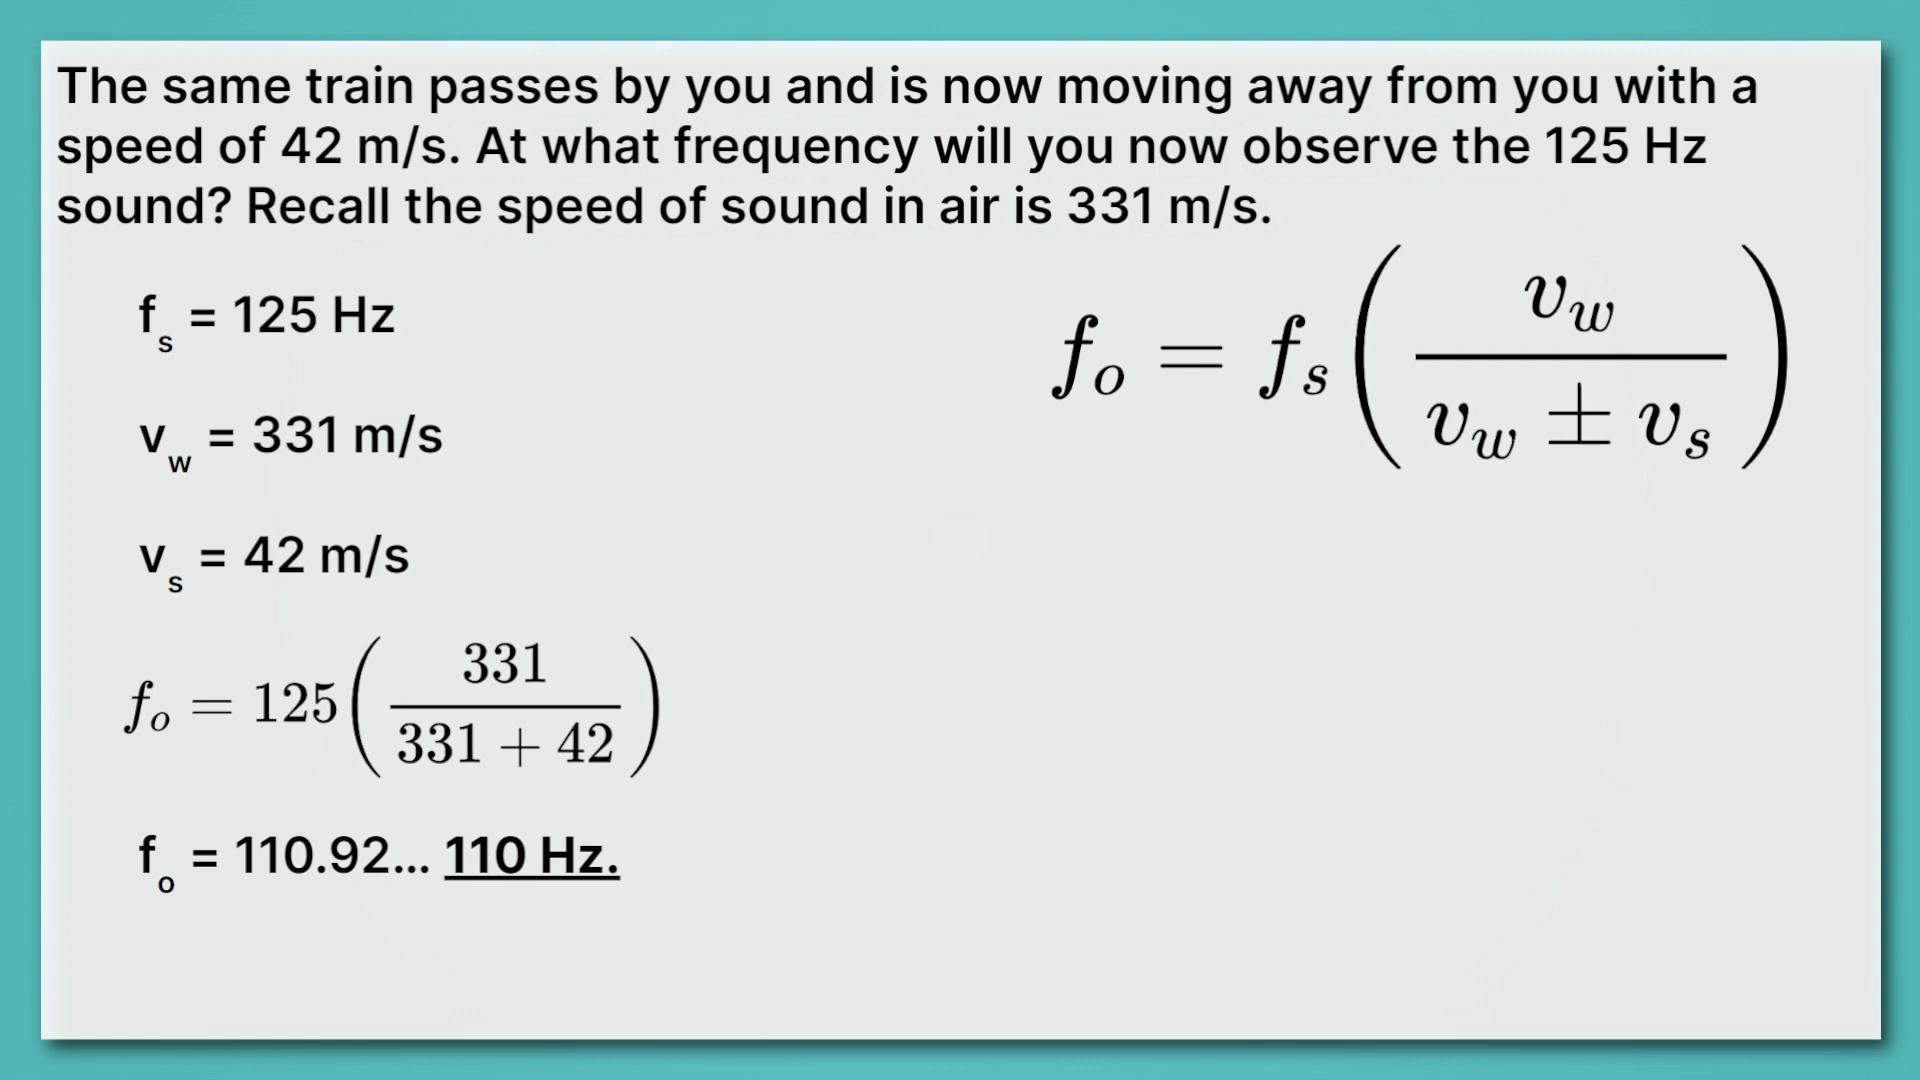 The same train passes by you and is now moving away from you with a
speed of 42 m/s. At what frequency will you now observe the 125 Hz
sound? Recall the speed of sound in air is 331 m/s.
f_s = 125 Hz
f_o = f_s ( v_w / (v_w ± v_s) )
v_w = 331 m/s
v_s = 42 m/s
f_o = 125 ( 331 / (331 + 42) )
f_o = 110.92... 110 Hz.